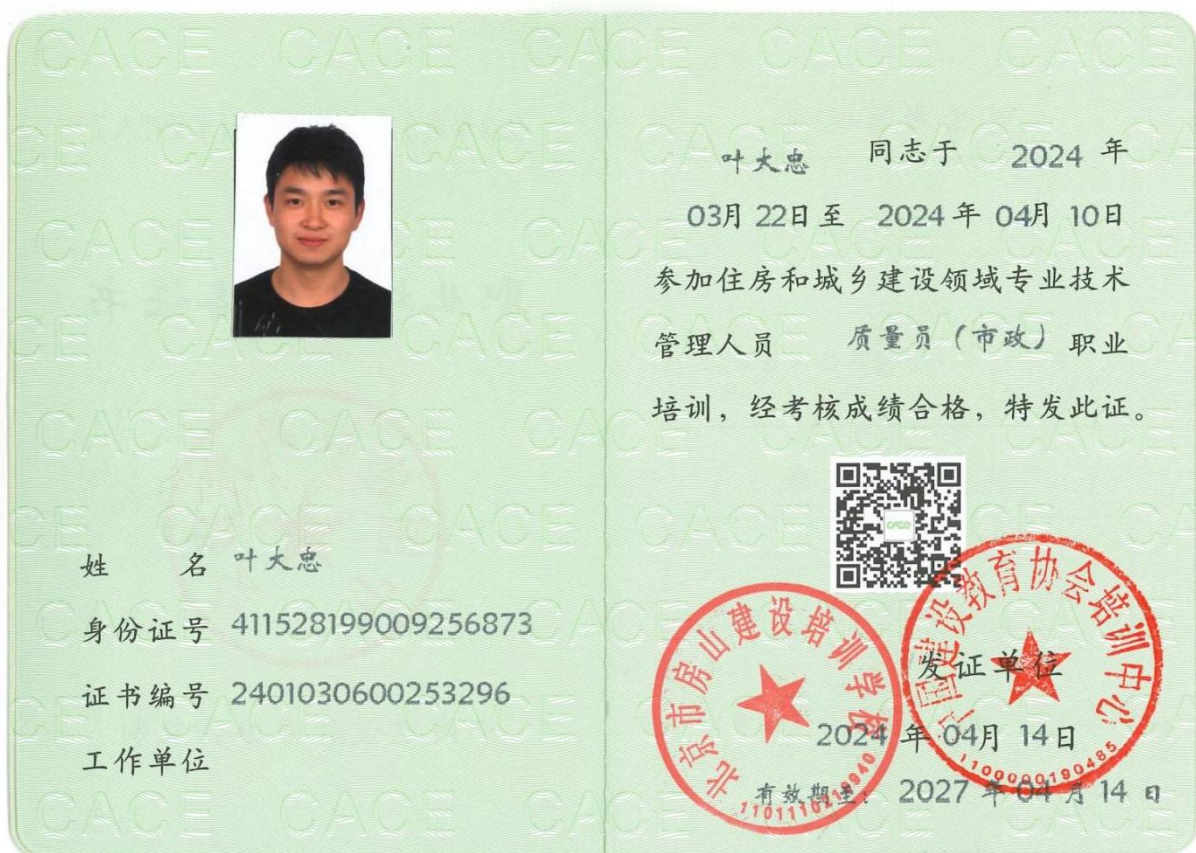 姓 名 叶大忠
身份证号 411528199009256873
证书编号 2401030600253296
工作单位
叶大忠 同志于 2024 年
03月 22日至 2024 年 04月 10日
参加住房和城乡建设领域专业技术
管理人员 质量员(市政) 职业
培训,经考核成绩合格,特发此证。
CACE
北京市房山建设培训学校
中国建设教育协会培训中心
1100000190485
发证单位
2024 年 04月 14日
有效期至: 2027 年 04 月 14 日